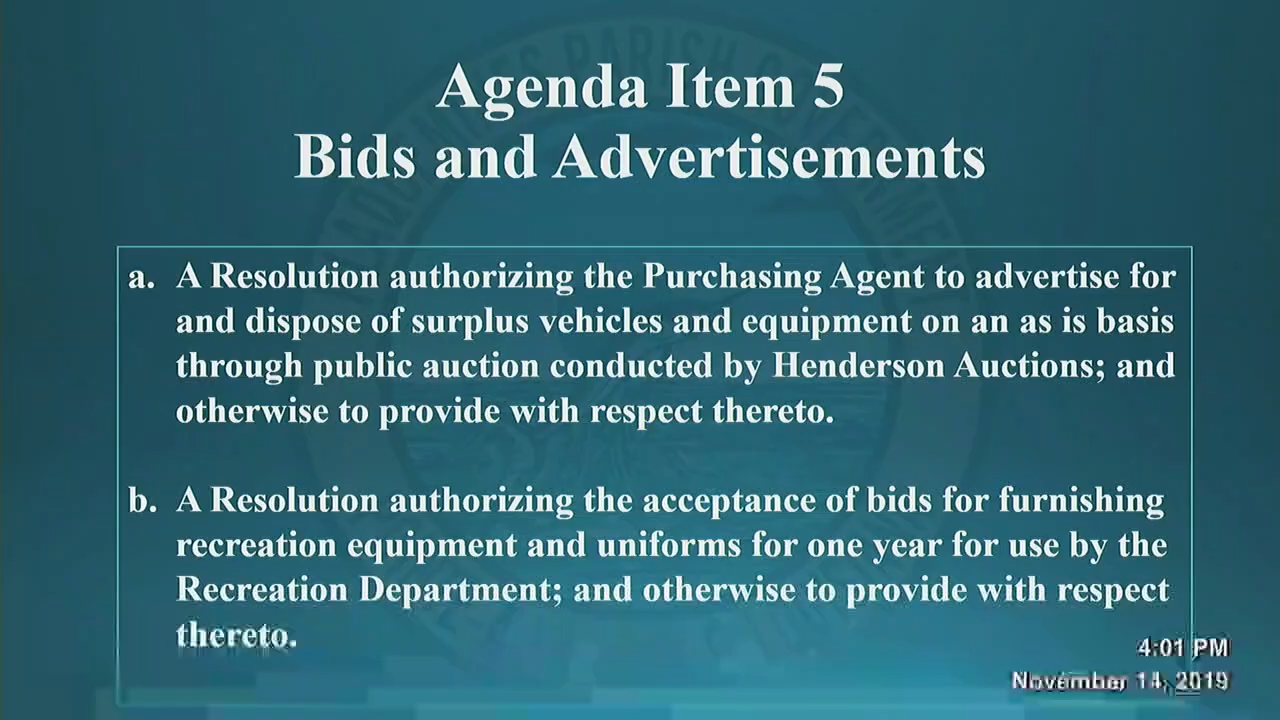 Agenda Item 5
Bids and Advertisements
a. A Resolution authorizing the Purchasing Agent to advertise for
and dispose of surplus vehicles and equipment on an as is basis
through public auction conducted by Henderson Auctions; and
otherwise to provide with respect thereto.
b. A Resolution authorizing the acceptance of bids for furnishing
recreation equipment and uniforms for one year for use by the
Recreation Department; and otherwise to provide with respect
thereto.
4:01 PM
November 14, 2019